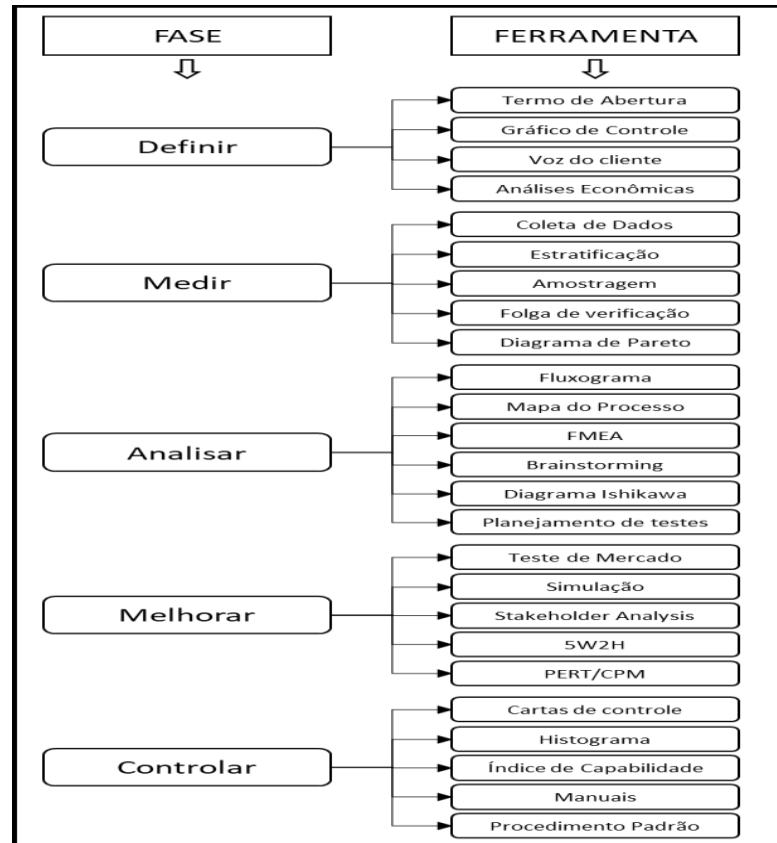 FASE
FERRAMENTA
Definir
Termo de Abertura
Gráfico de Controle
Voz do cliente
Análises Econômicas
Medir
Coleta de Dados
Estratificação
Amostragem
Folga de verificação
Diagrama de Pareto
Analisar
Fluxograma
Mapa do Processo
FMEA
Brainstorming
Diagrama Ishikawa
Planejamento de testes
Melhorar
Teste de Mercado
Simulação
Stakeholder Analysis
5W2H
PERT/CPM
Controlar
Cartas de controle
Histograma
Índice de Capabilidade
Manuais
Procedimento Padrão